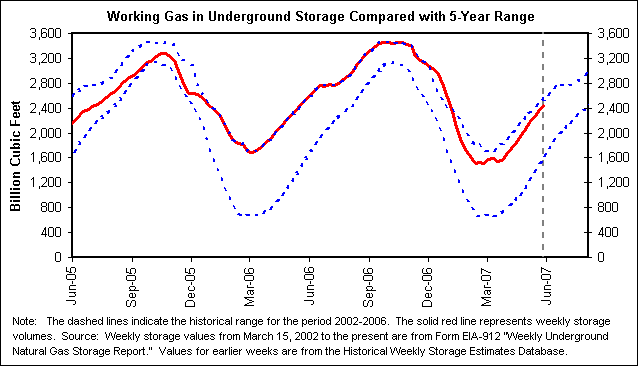 Working Gas in Underground Storage Compared with 5-Year Range
3,600 3,600
3,200 3,200
2,800 2,800
2,400 2,400
2,000 2,000
1,600 1,600
1,200 1,200
800 800
400 400
0 0
Billion Cubic Feet
Jun-05 Sep-05 Dec-05 Mar-06 Jun-06 Sep-06 Dec-06 Mar-07 Jun-07
Note: The dashed lines indicate the historical range for the period 2002-2006. The solid red line represents weekly storage
volumes. Source: Weekly storage values from March 15, 2002 to the present are from Form EIA-912 "Weekly Underground
Natural Gas Storage Report." Values for earlier weeks are from the Historical Weekly Storage Estimates Database.